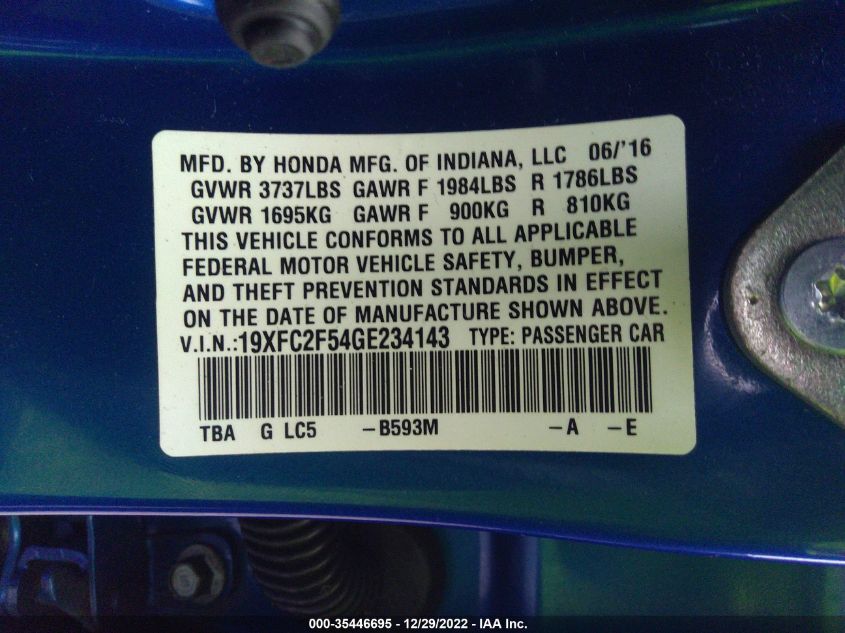 MFD. BY HONDA MFG. OF INDIANA, LLC 06/'16
GVWR 3737LBS GAWR F 1984LBS R 1786LBS
GVWR 1695KG GAWR F 900KG R 810KG
THIS VEHICLE CONFORMS TO ALL APPLICABLE
FEDERAL MOTOR VEHICLE SAFETY, BUMPER,
AND THEFT PREVENTION STANDARDS IN EFFECT
ON THE DATE OF MANUFACTURE SHOWN ABOVE.
V.I.N.:19XFC2F54GE234143 TYPE: PASSENGER CAR
TBA G LC5 -B593M -A -E
000-35446695 - 12/29/2022 - IAA Inc.